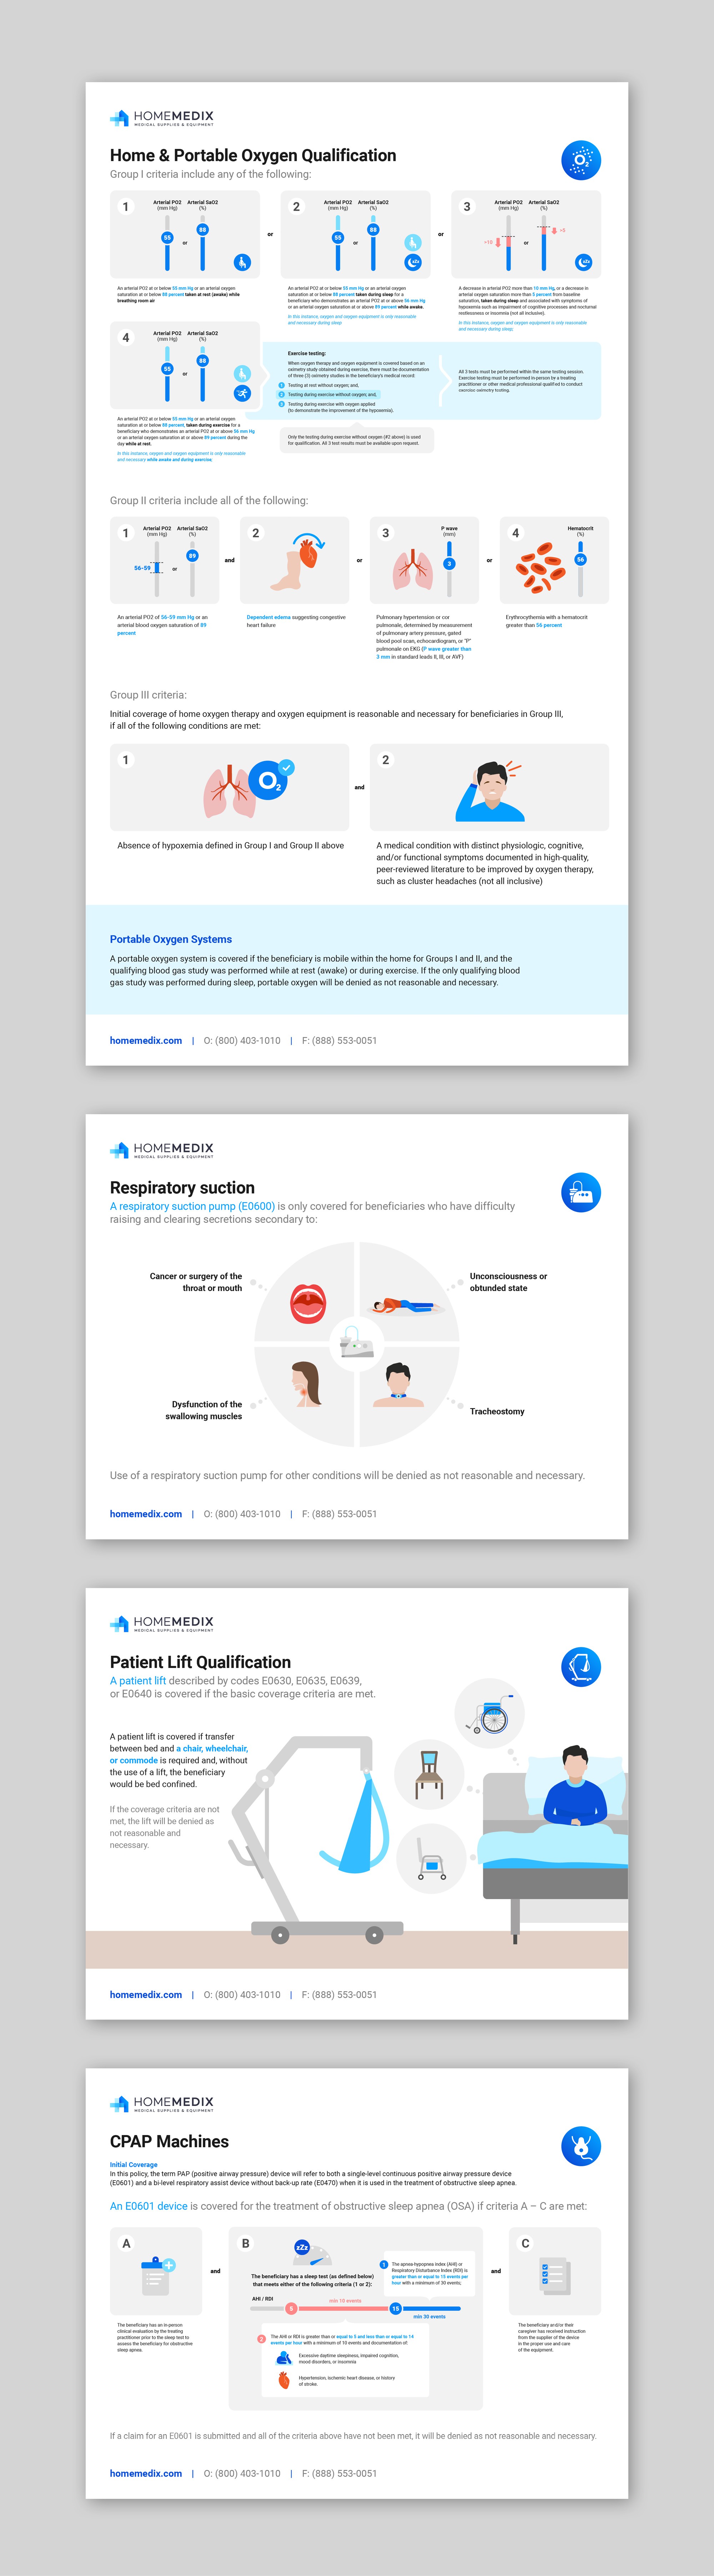 HOMEMEDIX
MEDICAL SUPPLIES & EQUIPMENT
Home & Portable Oxygen Qualification
Group I criteria include any of the following:
O2
1
Arterial PO2
(mm Hg)
Arterial SaO2
(%)
55
or
88
or
2
Arterial PO2
(mm Hg)
Arterial SaO2
(%)
55
or
88
zZz
or
3
Arterial PO2
(mm Hg)
Arterial SaO2
(%)
>10
or
>5
zZz
An arterial PO2 at or below 55 mm Hg or an arterial oxygen
saturation at or below 88 percent taken at rest (awake) while
breathing room air
An arterial PO2 at or below 55 mm Hg or an arterial oxygen
saturation at or below 88 percent taken during sleep for a
beneficiary who demonstrates an arterial PO2 at or above 56 mm Hg
or an arterial oxygen saturation at or above 89 percent while awake.
In this instance, oxygen and oxygen equipment is only reasonable
and necessary during sleep
A decrease in arterial PO2 more than 10 mm Hg, or a decrease in
arterial oxygen saturation more than 5 percent from baseline
saturation, taken during sleep and associated with symptoms of
hypoxemia such as impairment of cognitive processes and nocturnal
restlessness or insomnia (not all inclusive).
In this instance, oxygen and oxygen equipment is only reasonable
and necessary during sleep;
4
Arterial PO2
(mm Hg)
Arterial SaO2
(%)
55
or
88
An arterial PO2 at or below 55 mm Hg or an arterial oxygen
saturation at or below 88 percent, taken during exercise for a
beneficiary who demonstrates an arterial PO2 at or above 56 mm Hg
or an arterial oxygen saturation at or above 89 percent during the
day while at rest.
In this instance, oxygen and oxygen equipment is only reasonable
and necessary while awake and during exercise.
Exercise testing:
When oxygen therapy and oxygen equipment is covered based on an
oximetry study obtained during exercise, there must be documentation
of three (3) oximetry studies in the beneficiary's medical record:
1 Testing at rest without oxygen; and,
2 Testing during exercise without oxygen; and,
3 Testing during exercise with oxygen applied
(to demonstrate the improvement of the hypoxemia).
All 3 tests must be performed within the same testing session.
Exercise testing must be performed in-person by a treating
practitioner or other medical professional qualified to conduct
exercise oximetry testing.
Only the testing during exercise without oxygen (#2 above) is used
for qualification. All 3 test results must be available upon request.
Group II criteria include all of the following:
1
Arterial PO2
(mm Hg)
Arterial SaO2
(%)
56-59
or
89
and
2
or
3
P wave
(mm)
3
or
4
Hematocrit
(%)
56
An arterial PO2 of 56-59 mm Hg or an
arterial blood oxygen saturation of 89
percent
Dependent edema suggesting congestive
heart failure
Pulmonary hypertension or cor
pulmonale, determined by measurement
of pulmonary artery pressure, gated
blood pool scan, echocardiogram, or "P"
pulmonale on EKG (P wave greater than
3 mm in standard leads II, III, or AVF)
Erythrocythemia with a hematocrit
greater than 56 percent
Group III criteria:
Initial coverage of home oxygen therapy and oxygen equipment is reasonable and necessary for beneficiaries in Group III,
if all of the following conditions are met:
1
O2
and
2
Absence of hypoxemia defined in Group I and Group II above
A medical condition with distinct physiologic, cognitive,
and/or functional symptoms documented in high-quality,
peer-reviewed literature to be improved by oxygen therapy,
such as cluster headaches (not all inclusive)
Portable Oxygen Systems
A portable oxygen system is covered if the beneficiary is mobile within the home for Groups I and II, and the
qualifying blood gas study was performed while at rest (awake) or during exercise. If the only qualifying blood
gas study was performed during sleep, portable oxygen will be denied as not reasonable and necessary.
homemedix.com | O: (800) 403-1010 | F: (888) 553-0051
HOMEMEDIX
MEDICAL SUPPLIES & EQUIPMENT
Respiratory suction
A respiratory suction pump (E0600) is only covered for beneficiaries who have difficulty
raising and clearing secretions secondary to:
Cancer or surgery of the
throat or mouth
Unconsciousness or
obtunded state
Dysfunction of the
swallowing muscles
Tracheostomy
Use of a respiratory suction pump for other conditions will be denied as not reasonable and necessary.
homemedix.com | O: (800) 403-1010 | F: (888) 553-0051
HOMEMEDIX
MEDICAL SUPPLIES & EQUIPMENT
Patient Lift Qualification
A patient lift described by codes E0630, E0635, E0639,
or E0640 is covered if the basic coverage criteria are met.
A patient lift is covered if transfer
between bed and a chair, wheelchair,
or commode is required and, without
the use of a lift, the beneficiary
would be bed confined.
If the coverage criteria are not
met, the lift will be denied as
not reasonable and
necessary.
homemedix.com | O: (800) 403-1010 | F: (888) 553-0051
HOMEMEDIX
MEDICAL SUPPLIES & EQUIPMENT
CPAP Machines
Initial Coverage
In this policy, the term PAP (positive airway pressure) device will refer to both a single-level continuous positive airway pressure device
(E0601) and a bi-level respiratory assist device without back-up rate (E0470) when it is used in the treatment of obstructive sleep apnea.
An E0601 device is covered for the treatment of obstructive sleep apnea (OSA) if criteria A – C are met:
A
and
B
zZz
The beneficiary has a sleep test (as defined below)
that meets either of the following criteria (1 or 2):
1 The apnea-hypopnea index (AHI) or
Respiratory Disturbance Index (RDI) is
greater than or equal to 15 events per
hour with a minimum of 30 events;
AHI / RDI
min 10 events
5
15
min 30 events
2 The AHI or RDI is greater than or equal to 5 and less than or equal to 14
events per hour with a minimum of 10 events and documentation of:
Excessive daytime sleepiness, impaired cognition,
mood disorders, or insomnia
Hypertension, ischemic heart disease, or history
of stroke.
and
C
The beneficiary has an in-person
clinical evaluation by the treating
practitioner prior to the sleep test to
assess the beneficiary for obstructive
sleep apnea.
The beneficiary and/or their
caregiver has received instruction
from the supplier of the device
in the proper use and care
of the equipment.
If a claim for an E0601 is submitted and all of the criteria above have not been met, it will be denied as not reasonable and necessary.
homemedix.com | O: (800) 403-1010 | F: (888) 553-0051